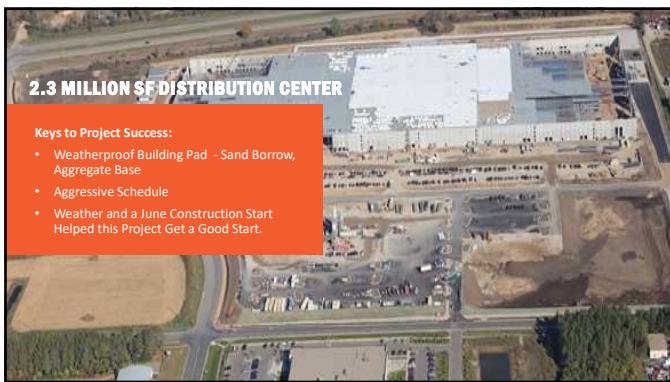 2.3 MILLION SF DISTRIBUTION CENTER
Keys to Project Success:
• Weatherproof Building Pad - Sand Borrow,
Aggregate Base
• Aggressive Schedule
• Weather and a June Construction Start
Helped this Project Get a Good Start.